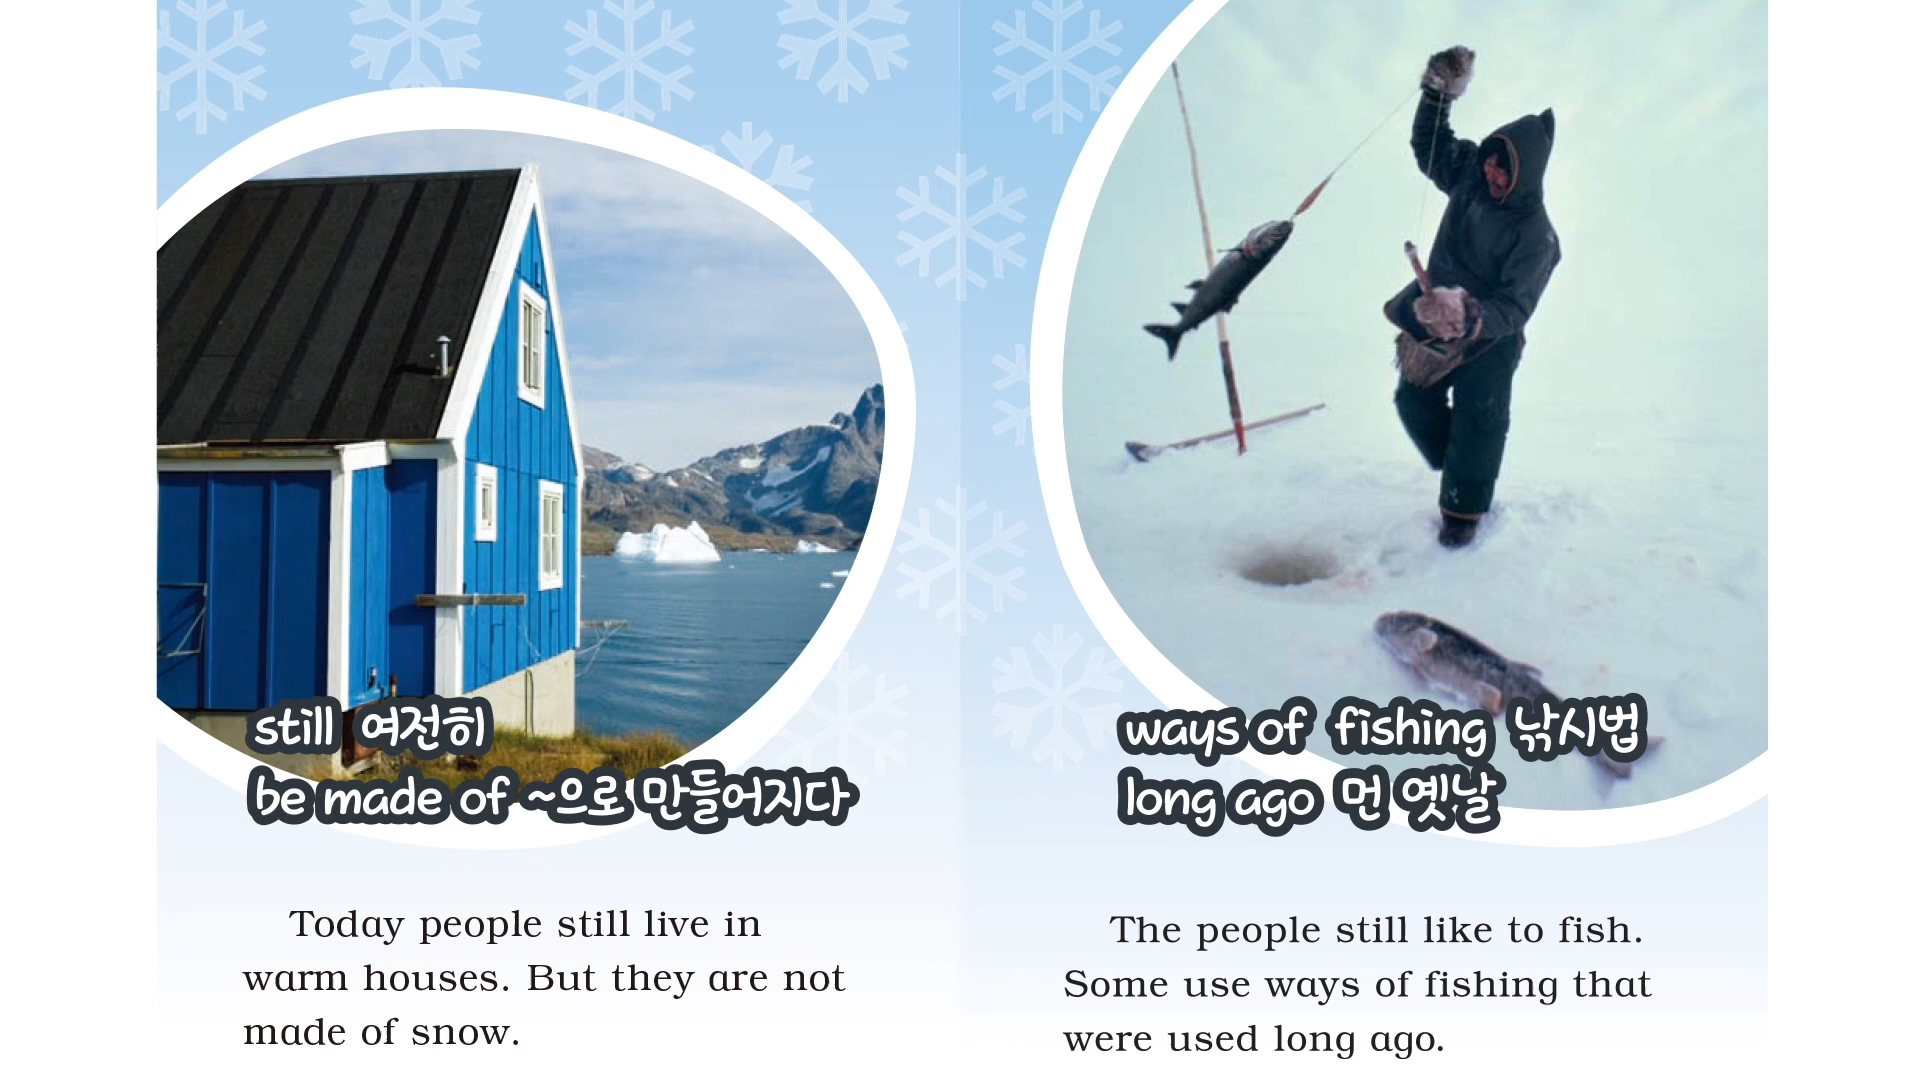 still 여전히
be made of ~으로 만들어지다
Today people still live in
warm houses. But they are not
made of snow.
ways of fishing 낚시법
long ago 먼 옛날
The people still like to fish.
Some use ways of fishing that
were used long ago.